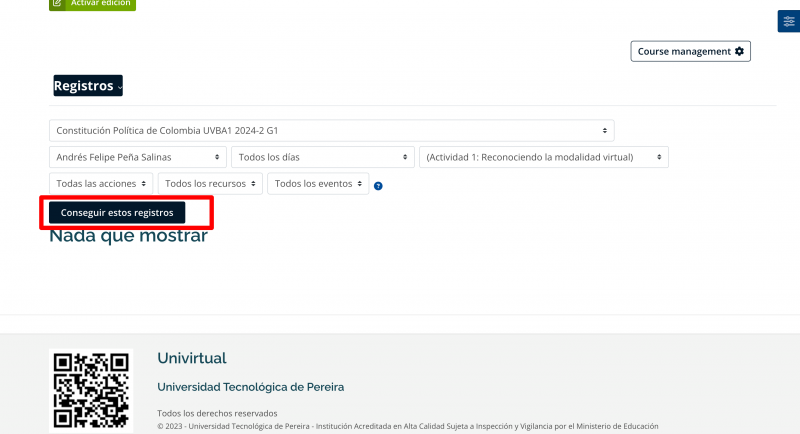 Activar edición
Course management
Registros
Constitución Política de Colombia UVBA1 2024-2 G1
Andrés Felipe Peña Salinas
Todos los días
(Actividad 1: Reconociendo la modalidad virtual)
Todas las acciones
Todos los recursos
Todos los eventos
?
Conseguir estos registros
Nada que mostrar
Univirtual
Universidad Tecnológica de Pereira
Todos los derechos reservados
© 2023 - Universidad Tecnológica de Pereira - Institución Acreditada en Alta Calidad Sujeta a Inspección y Vigilancia por el Ministerio de Educación